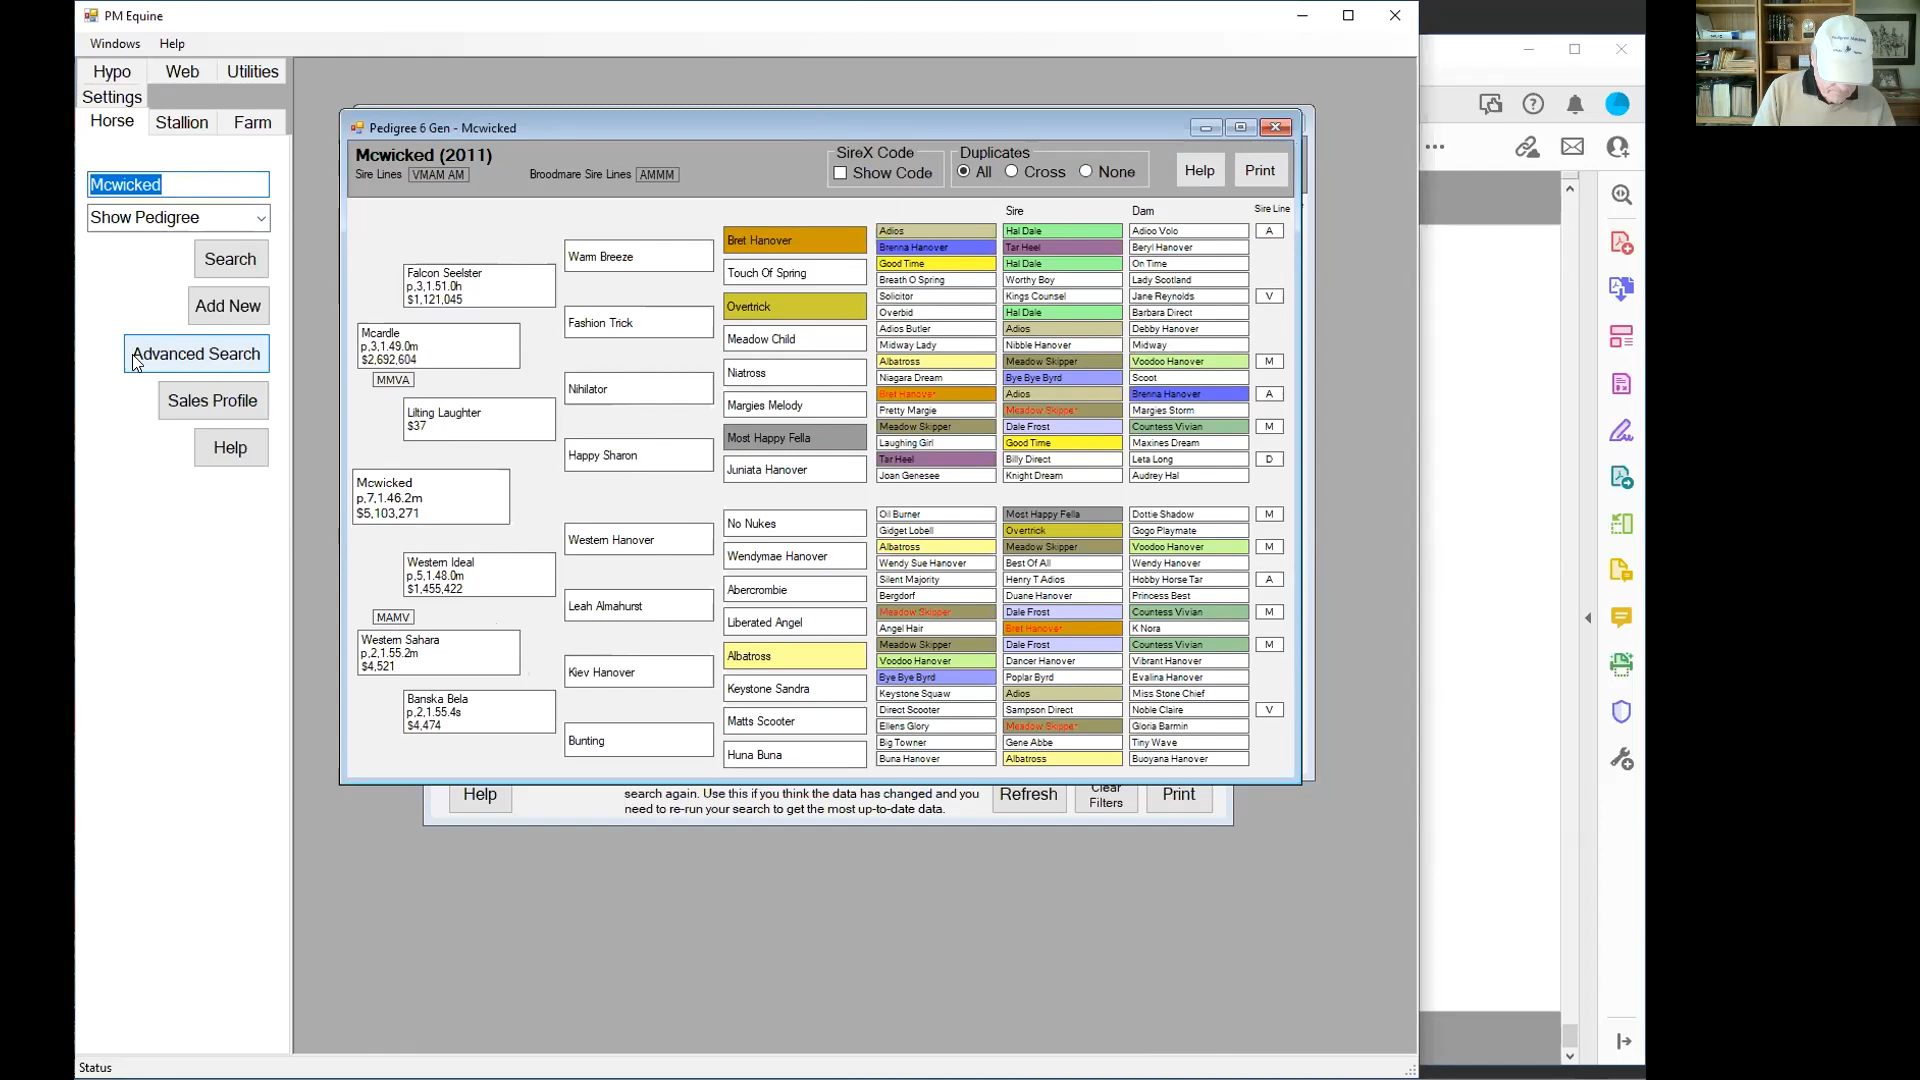 PM Equine
Windows Help
Hypo Web Utilities
Settings
Horse Stallion Farm
Mcwicked
Show Pedigree
Search
Add New
Advanced Search
Sales Profile
Help
Pedigree 6 Gen - Mcwicked
Mcwicked (2011)
Sire Lines VMAM AM
Broodmare Sire Lines AMMM
SireX Code
Show Code
Duplicates
All Cross None
Help Print
Sire Dam Sire Line
Mcwicked
p,7,1.46.2m
$5,103,271
Mcardle
p,3,1.49.0m
$2,692,604
MMVA
Western Sahara
p,2,1.55.2m
$4,521
MAMV
Falcon Seelster
p,3,1.51.0h
$1,121,045
Lilting Laughter
$37
Western Ideal
p,5,1.48.0m
$1,455,422
Banska Bela
p,2,1.55.4s
$4,474
Warm Breeze
Fashion Trick
Nihilator
Happy Sharon
Western Hanover
Leah Almahurst
Kiev Hanover
Bunting
Bret Hanover
Touch Of Spring
Overtrick
Meadow Child
Niatross
Margies Melody
Most Happy Fella
Juniata Hanover
No Nukes
Wendymae Hanover
Abercrombie
Liberated Angel
Albatross
Keystone Sandra
Matts Scooter
Huna Buna
Adios Hal Dale Adioo Volo A
Brenna Hanover Tar Heel Beryl Hanover
Good Time Hal Dale On Time
Breath O Spring Worthy Boy Lady Scotland
Solicitor Kings Counsel Jane Reynolds V
Overbid Hal Dale Barbara Direct
Adios Butler Adios Debby Hanover
Midway Lady Nibble Hanover Midway
Albatross Meadow Skipper Voodoo Hanover M
Niagara Dream Bye Bye Byrd Scoot
Bret Hanover* Adios Brenna Hanover A
Pretty Margie Meadow Skipper* Margies Storm
Meadow Skipper Dale Frost Countess Vivian M
Laughing Girl Good Time Maxines Dream
Tar Heel Billy Direct Leta Long D
Joan Genesee Knight Dream Audrey Hal
Oil Burner Most Happy Fella Dottie Shadow M
Gidget Lobell Overtrick Gogo Playmate
Albatross Meadow Skipper Voodoo Hanover M
Wendy Sue Hanover Best Of All Wendy Hanover
Silent Majority Henry T Adios Hobby Horse Tar A
Bergdorf Duane Hanover Princess Best
Meadow Skipper Dale Frost Countess Vivian M
Angel Hair Bret Hanover* K Nora
Meadow Skipper Dale Frost Countess Vivian M
Voodoo Hanover Dancer Hanover Vibrant Hanover
Bye Bye Byrd Poplar Byrd Evalina Hanover
Keystone Squaw Adios Miss Stone Chief
Direct Scooter Sampson Direct Noble Claire V
Ellens Glory Meadow Skipper* Gloria Barmin
Big Towner Gene Abbe Tiny Wave
Buna Hanover Albatross Buoyana Hanover
Help
search again. Use this if you think the data has changed and you
need to re-run your search to get the most up-to-date data.
Refresh
Clear
Filters
Print
Status